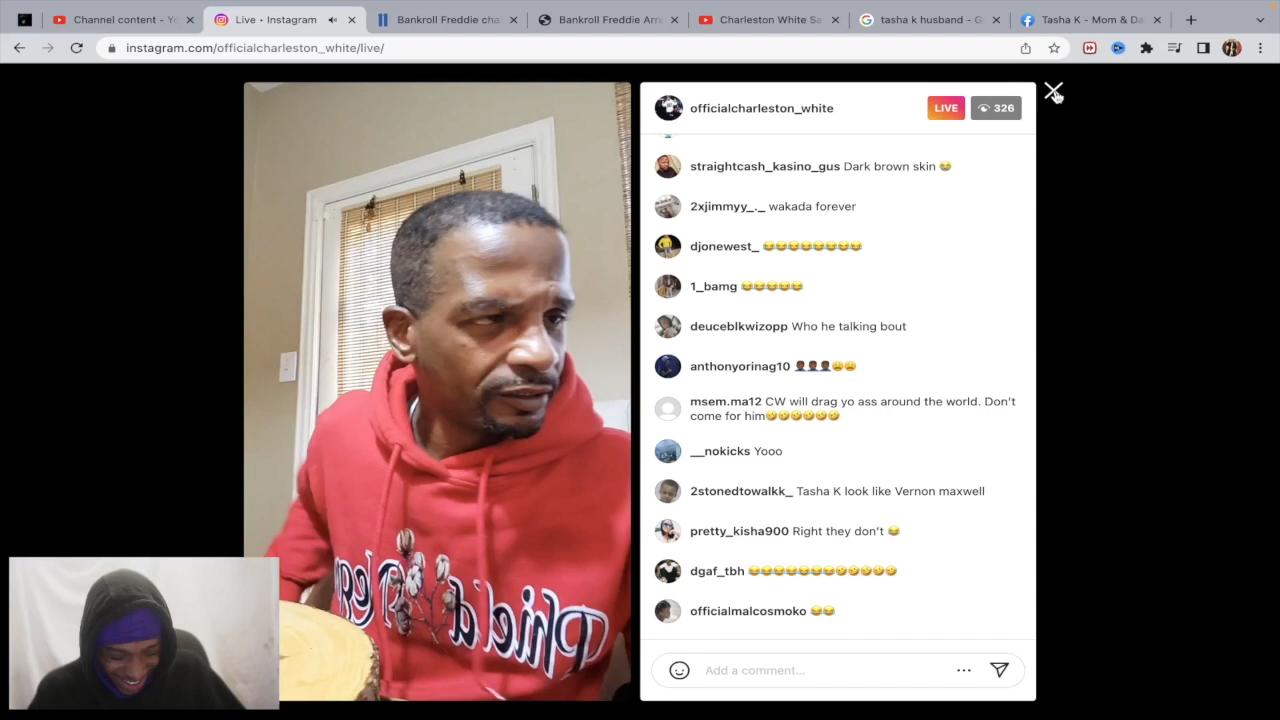 Channel content - Yo
Live • Instagram
Bankroll Freddie cha
Bankroll Freddie Arr
Charleston White Sa
tasha k husband - G
Tasha K - Mom & Da
instagram.com/officialcharleston_white/live/
officialcharleston_white
LIVE
326
straightcash_kasino_gus Dark brown skin 😂
2xjimmyy_._ wakada forever
djonewest_ 😂😂😂😂😂😂😂😂
1_bamg 😂😂😂😂😂
deuceblkwizopp Who he talking bout
anthonyorinag10 🤦🏾‍♂️🤦🏾‍♂️🤦🏾‍♂️😩😩
msem.ma12 CW will drag yo ass around the world. Don't
come for him🤣🤣🤣🤣🤣🤣
__nokicks Yooo
2stonedtowalkk_ Tasha K look like Vernon maxwell
pretty_kisha900 Right they don't 😂
dgaf_tbh 😂😂😂😂😂😂😂🤣🤣🤣🤣🤣
officialmalcosmoko 😂😂
Add a comment...
Phield Nego